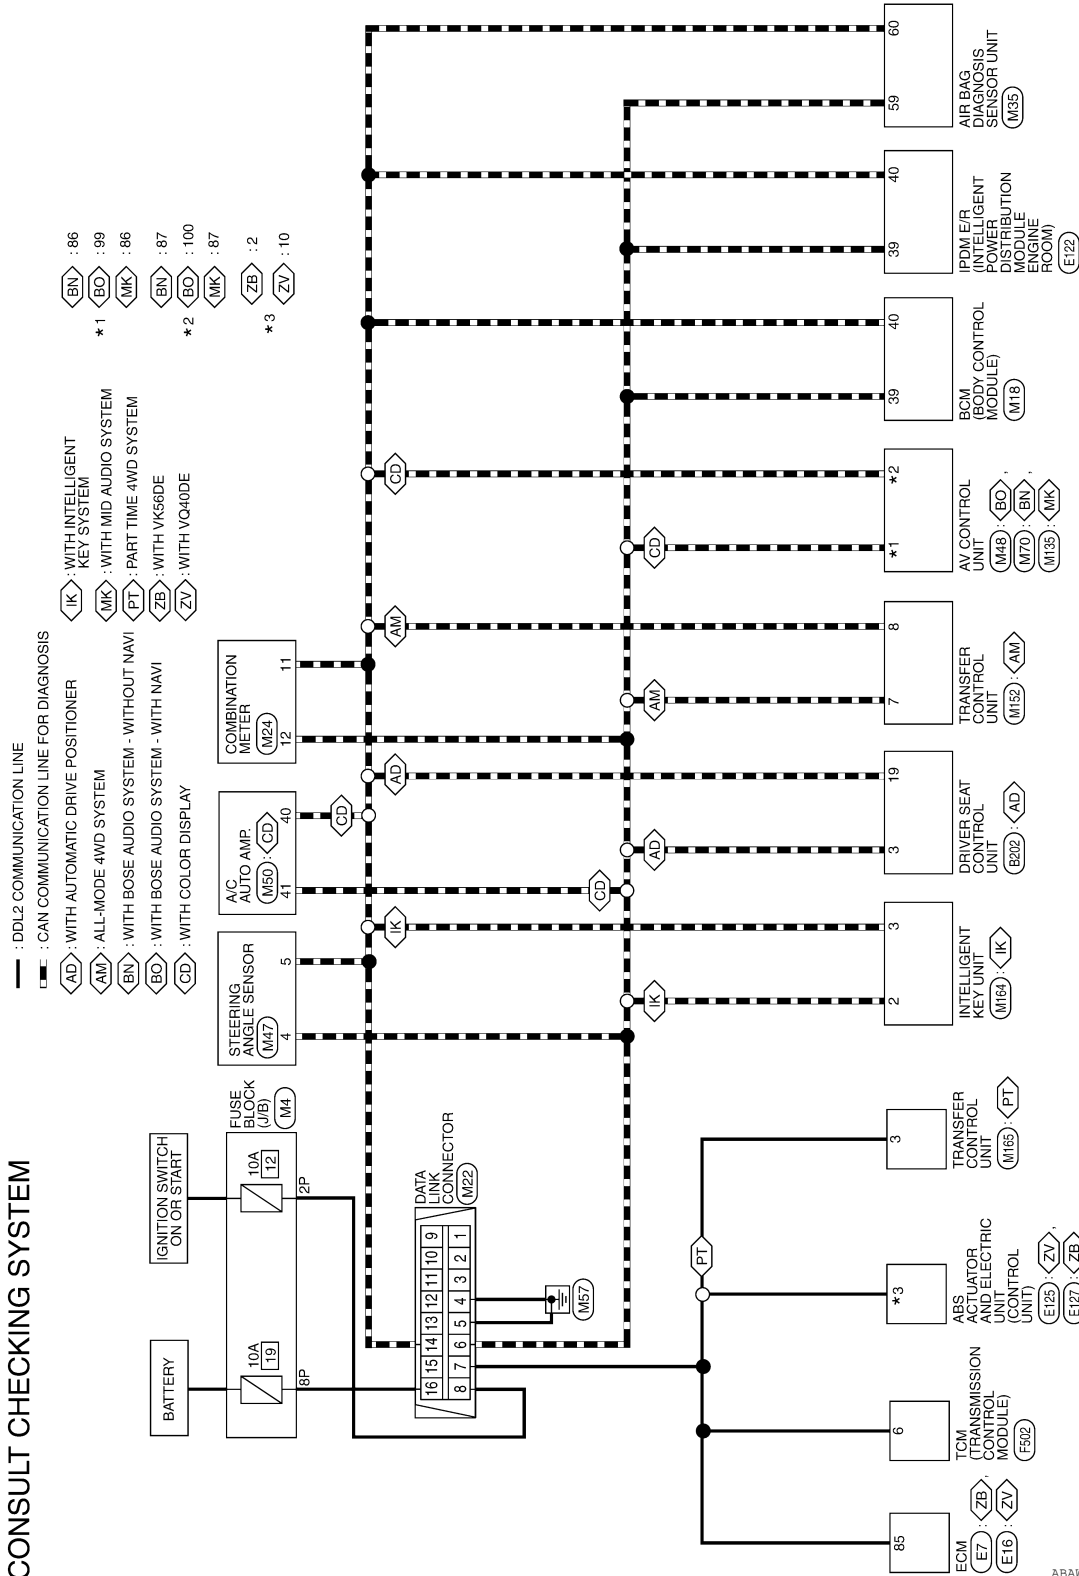 CONSULT CHECKING SYSTEM
: DDL2 COMMUNICATION LINE
: CAN COMMUNICATION LINE FOR DIAGNOSIS
AD : WITH AUTOMATIC DRIVE POSITIONER
AM : ALL-MODE 4WD SYSTEM
BN : WITH BOSE AUDIO SYSTEM - WITHOUT NAVI
BO : WITH BOSE AUDIO SYSTEM - WITH NAVI
CD : WITH COLOR DISPLAY
IK : WITH INTELLIGENT
KEY SYSTEM
MK : WITH MID AUDIO SYSTEM
PT : PART TIME 4WD SYSTEM
ZB : WITH VK56DE
ZV : WITH VQ40DE
BN : 86
*1 BO : 99
MK : 86
BN : 87
*2 BO : 100
MK : 87
*3
ZB : 2
ZV : 10
BATTERY
IGNITION SWITCH
ON OR START
10A
19
8P
10A
12
2P
FUSE
BLOCK
(J/B)
M4
STEERING
ANGLE SENSOR
M47
4 5
A/C
AUTO AMP.
M50 : CD
41 40
COMBINATION
METER
M24
12 11
CD
CD
DATA
LINK
CONNECTOR
M22
16 15 14 13 12 11 10 9
8 7 6 5 4 3 2 1
M57
IK
AD
AM
CD
IK
AD
AM
CD
PT
85
ECM
E7 : ZB ,
E16 : ZV
6
TCM
(TRANSMISSION
CONTROL
MODULE)
F502
*3
ABS
ACTUATOR
AND ELECTRIC
UNIT
(CONTROL
UNIT)
E125 : ZV ,
E127 : ZB
3
TRANSFER
CONTROL
UNIT
M165 : PT
2 3
INTELLIGENT
KEY UNIT
M164 : IK
3 19
DRIVER SEAT
CONTROL
UNIT
B202 : AD
7 8
TRANSFER
CONTROL
UNIT
M152 : AM
*1 *2
AV CONTROL
UNIT
M48 : BO ,
M70 : BN ,
M135 : MK
39 40
BCM
(BODY CONTROL
MODULE)
M18
39 40
IPDM E/R
(INTELLIGENT
POWER
DISTRIBUTION
MODULE
ENGINE
ROOM)
E122
59 60
AIR BAG
DIAGNOSIS
SENSOR UNIT
M35